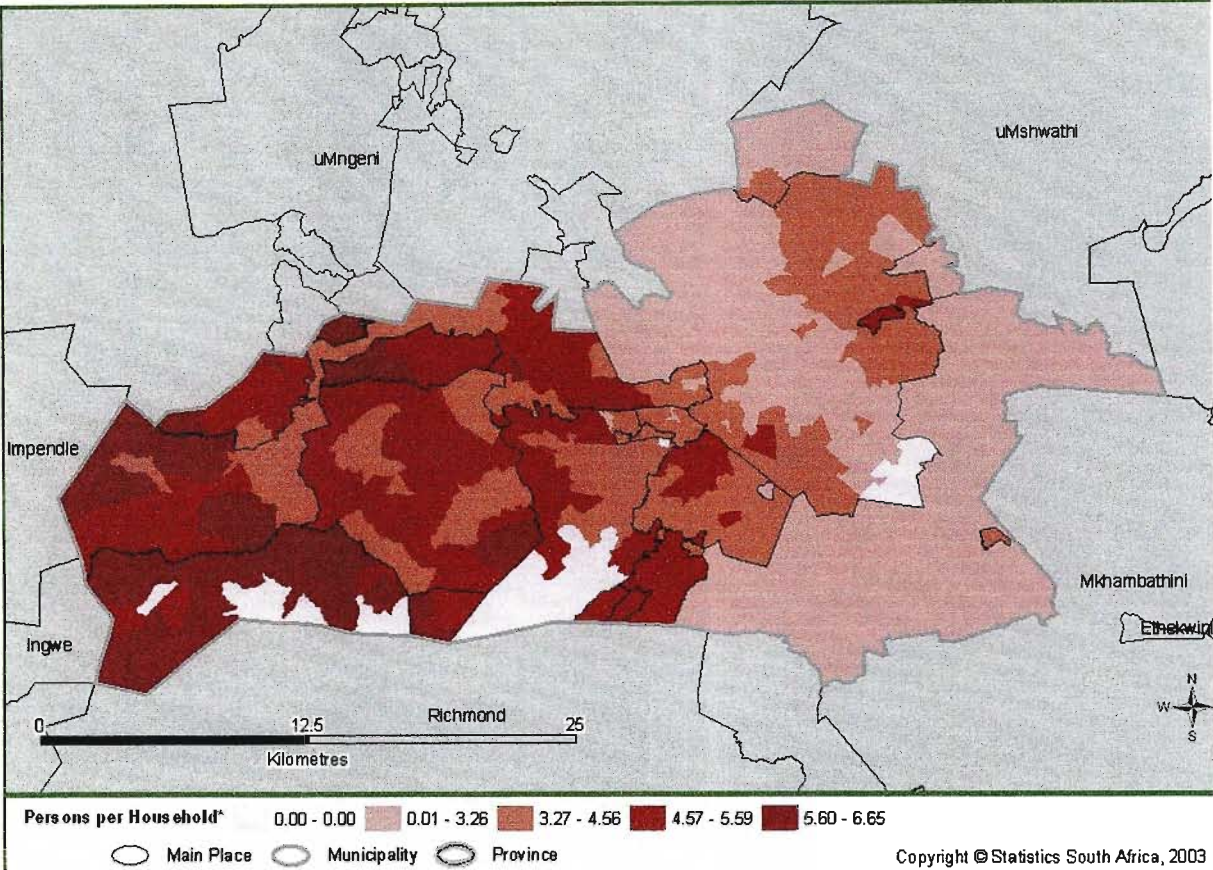 uMshwathi
uMngeni
Impendle
Mkhambathini
Ethekwini
Ingwe
N
W
S
Richmond
0 12.5 25
Kilometres
Persons per Household* 0.00 - 0.00 0.01 - 3.26 3.27 - 4.56 4.57 - 5.59 5.60 - 6.65
Main Place Municipality Province
Copyright © Statistics South Africa, 2003